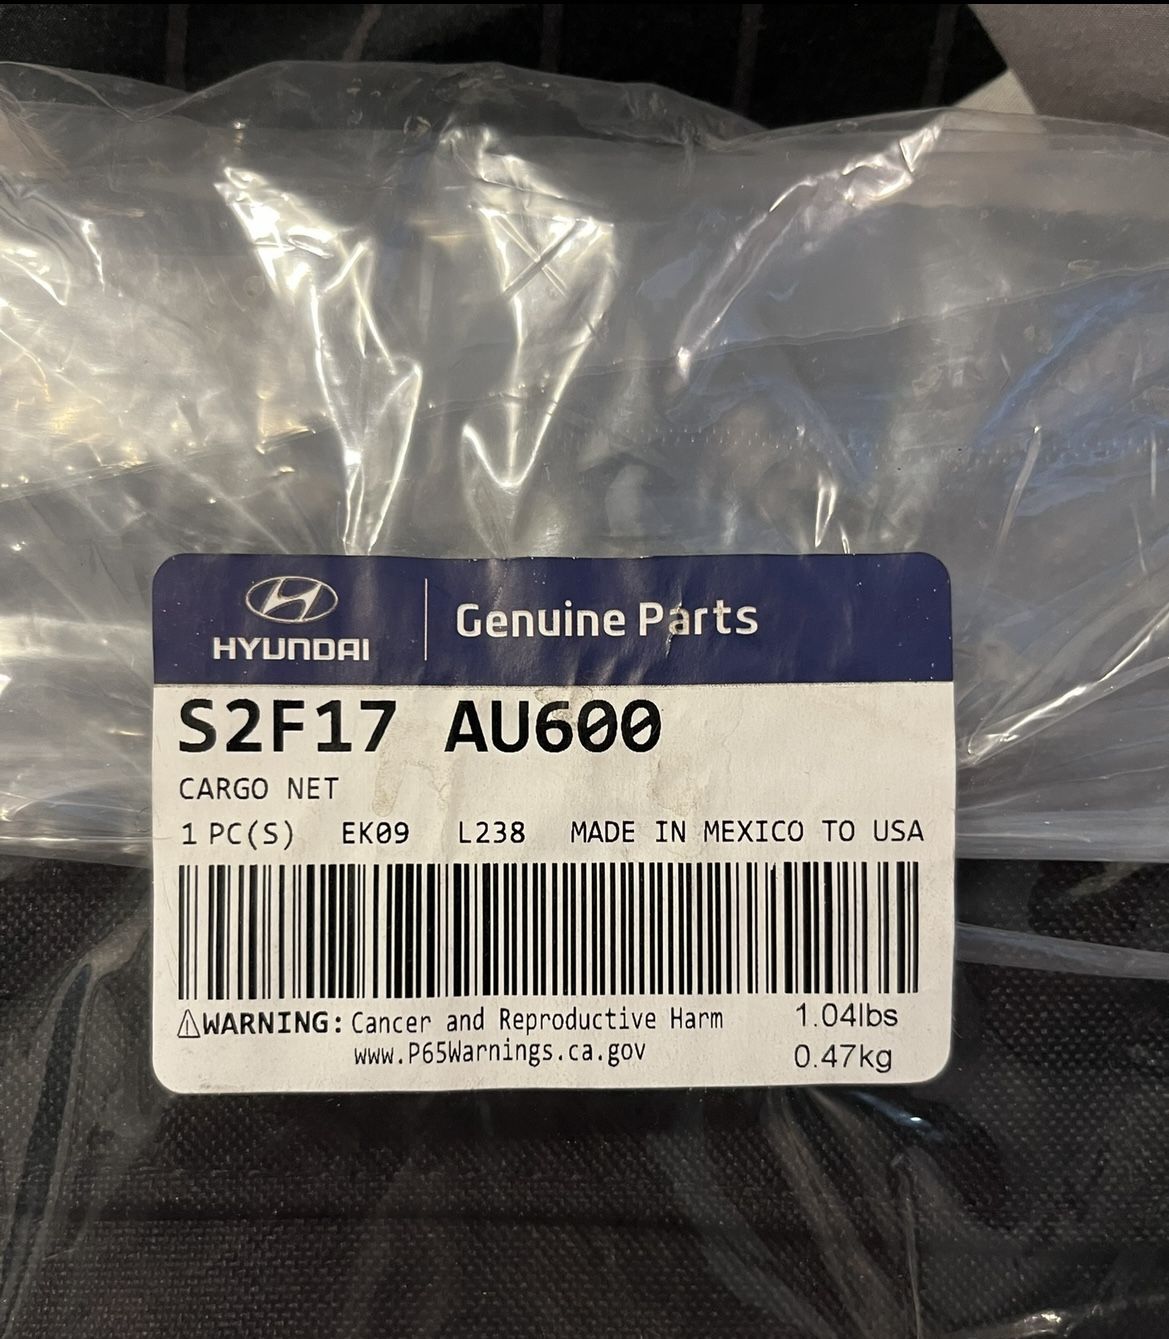 HYUNDAI
Genuine Parts
S2F17 AU600
CARGO NET
1 PC(S) EK09 L238 MADE IN MEXICO TO USA
⚠WARNING: Cancer and Reproductive Harm
www.P65Warnings.ca.gov
1.04lbs
0.47kg